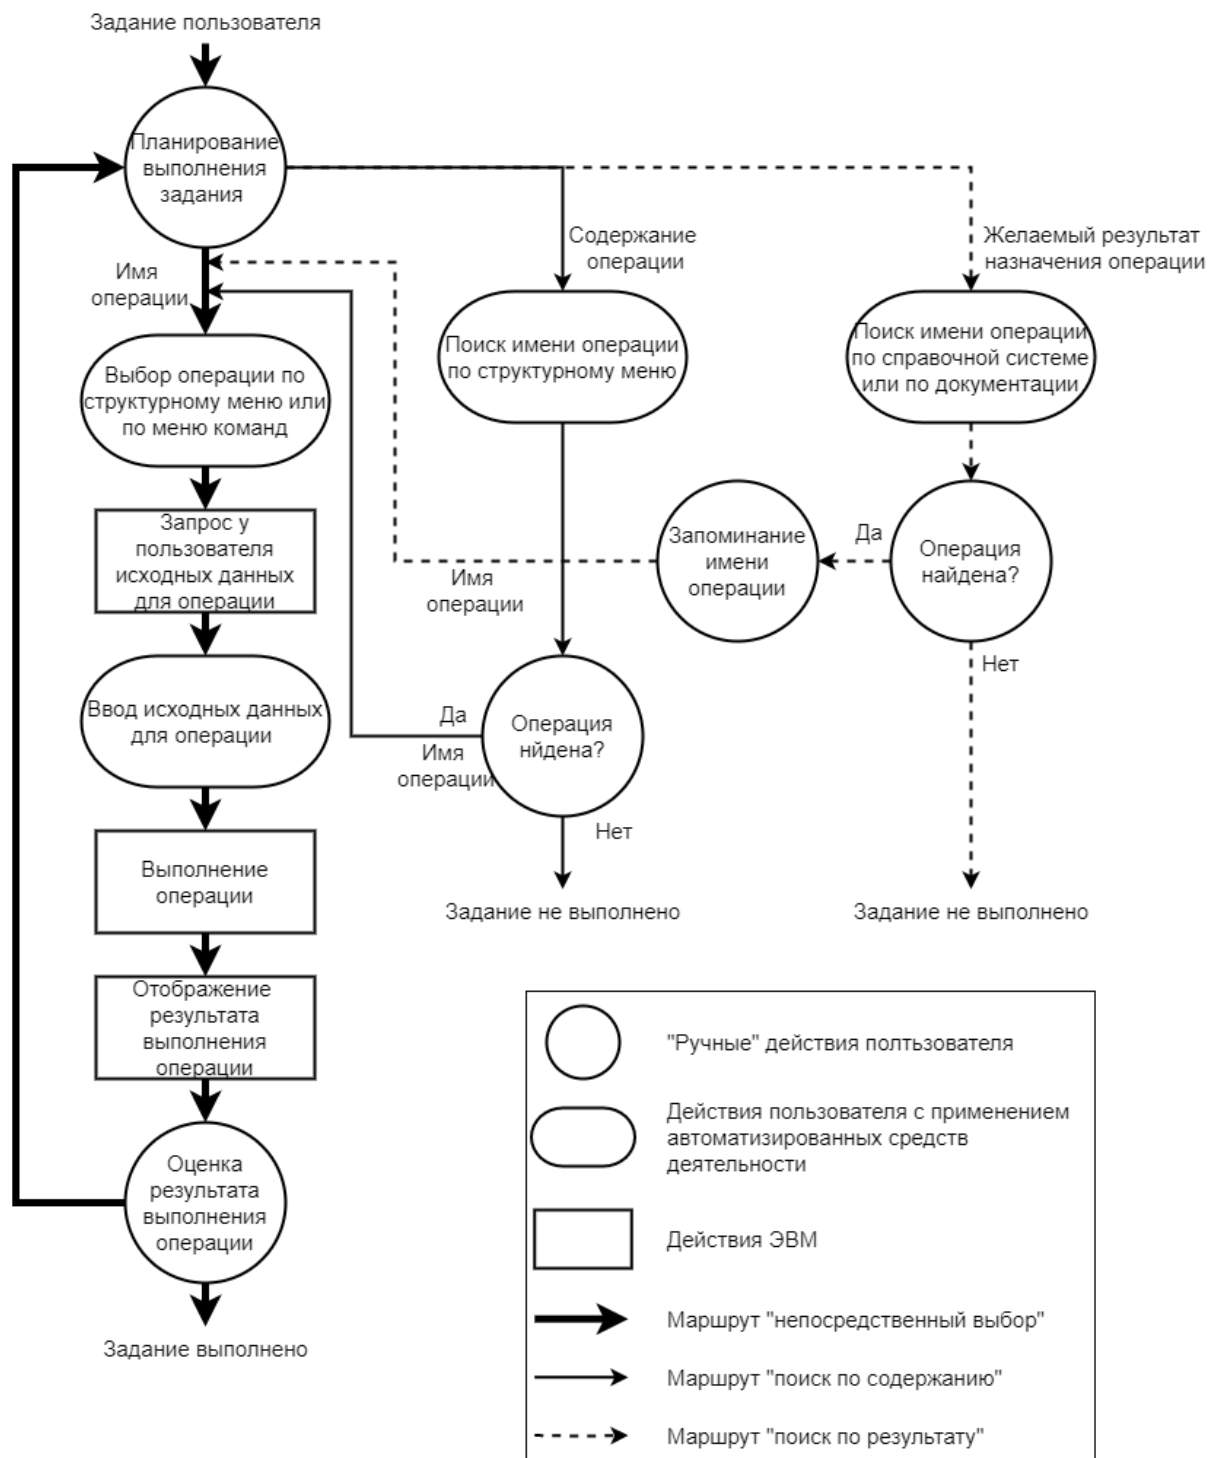 Задание пользователя
Планирование
выполнения
задания
Содержание
операции
Желаемый результат
назначения операции
Имя
операции
Поиск имени операции
по структурному меню
Поиск имени операции
по справочной системе
или по документации
Выбор операции по
структурному меню или
по меню команд
Запрос у
пользователя
исходных данных
для операции
Запоминание
имени
операции
Да
Операция
найдена?
Имя
операции
Нет
Ввод исходных данных
для операции
Да
Имя
операции
Операция
нйдена?
Нет
Выполнение
операции
Задание не выполнено
Задание не выполнено
Отображение
результата
выполнения
операции
Оценка
результата
выполнения
операции
Задание выполнено
"Ручные" действия полтьзователя
Действия пользователя с применением
автоматизированных средств
деятельности
Действия ЭВМ
Маршрут "непосредственный выбор"
Маршрут "поиск по содержанию"
Маршрут "поиск по результату"